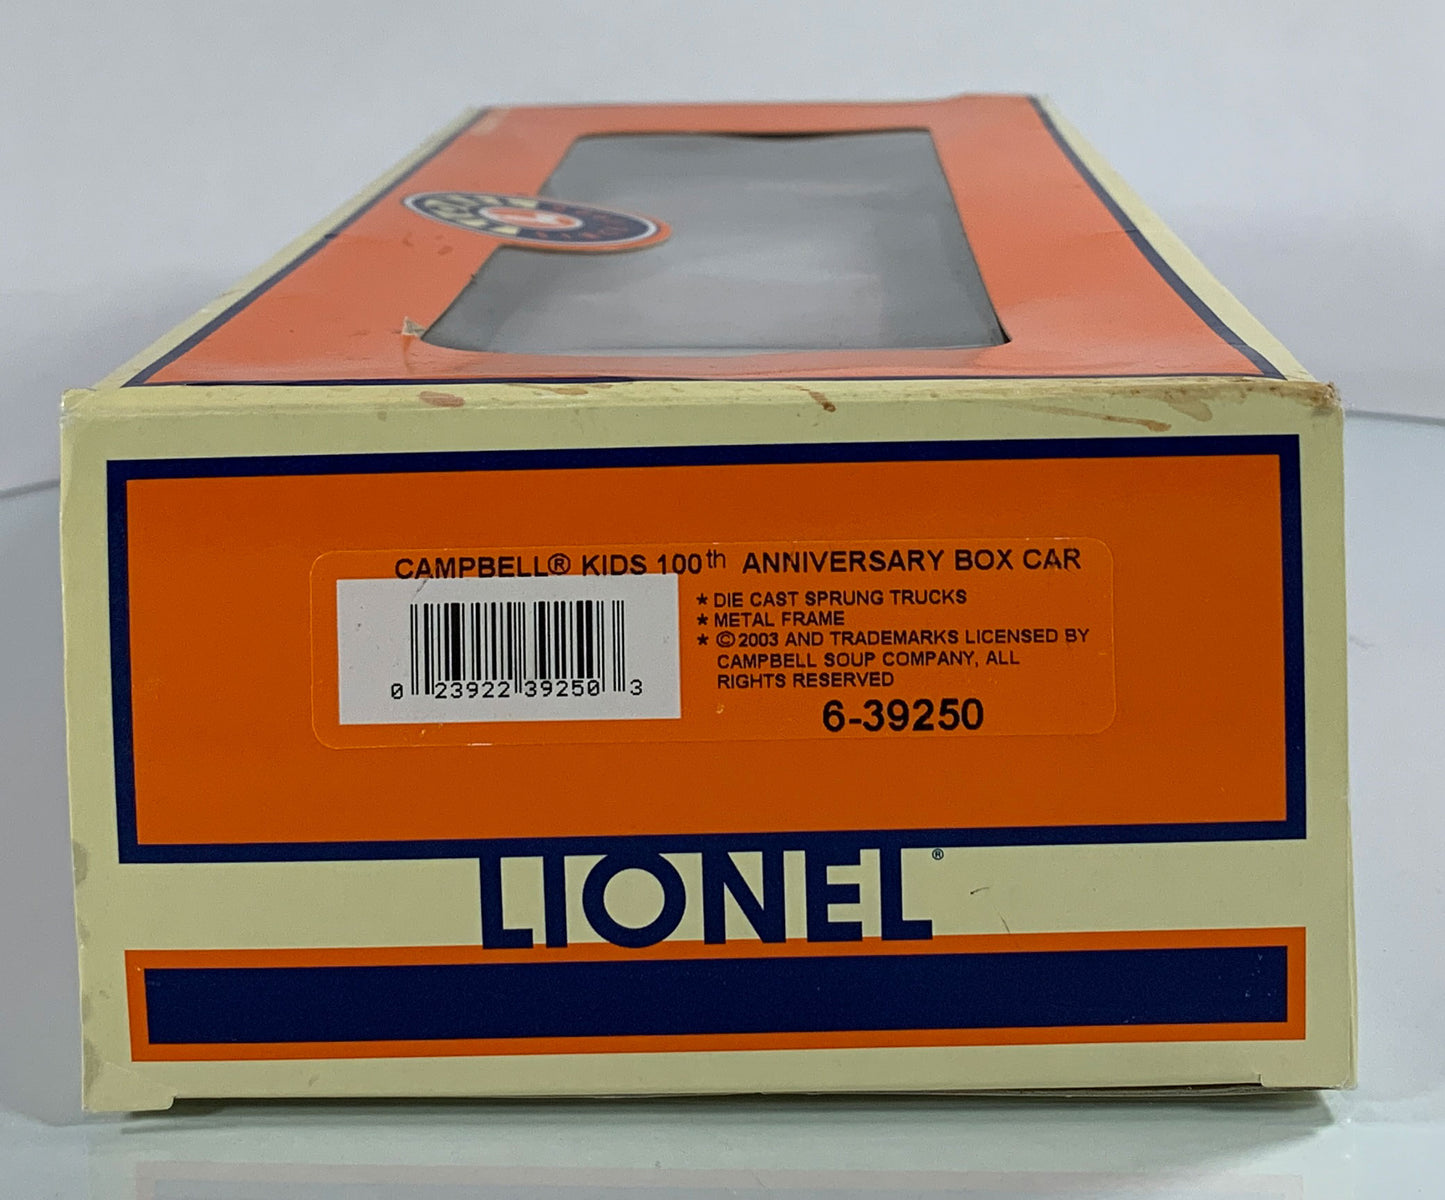 CAMPBELL® KIDS 100th ANNIVERSARY BOX CAR
* DIE CAST SPRUNG TRUCKS
* METAL FRAME
* ©2003 AND TRADEMARKS LICENSED BY
CAMPBELL SOUP COMPANY, ALL
RIGHTS RESERVED
0 23922 39250 3
6-39250
LIONEL®